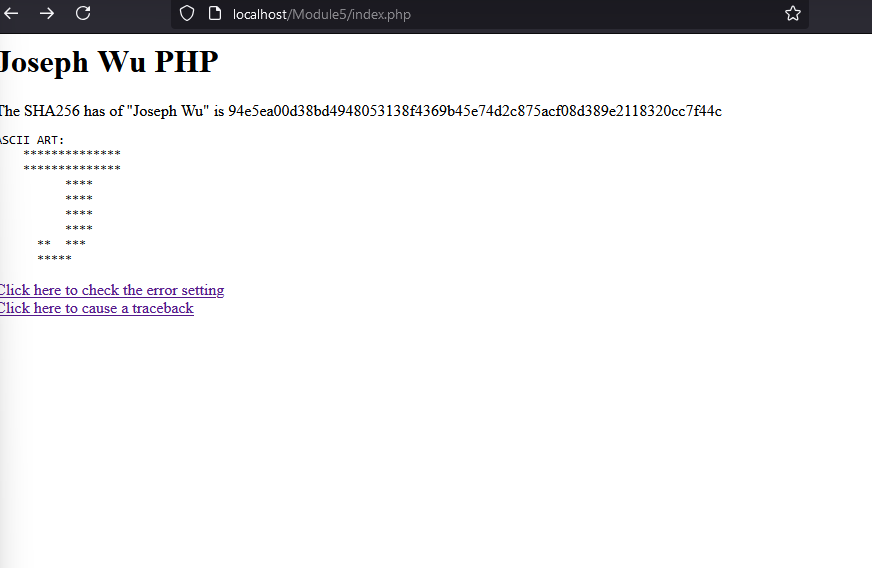 localhost/Module5/index.php
Joseph Wu PHP
The SHA256 has of "Joseph Wu" is 94e5ea00d38bd4948053138f4369b45e74d2c875acf08d389e2118320cc7f44c
ASCII ART:
    **************
    **************
          ****
          ****
          ****
          ****
      **  ***
      *****
Click here to check the error setting
Click here to cause a traceback